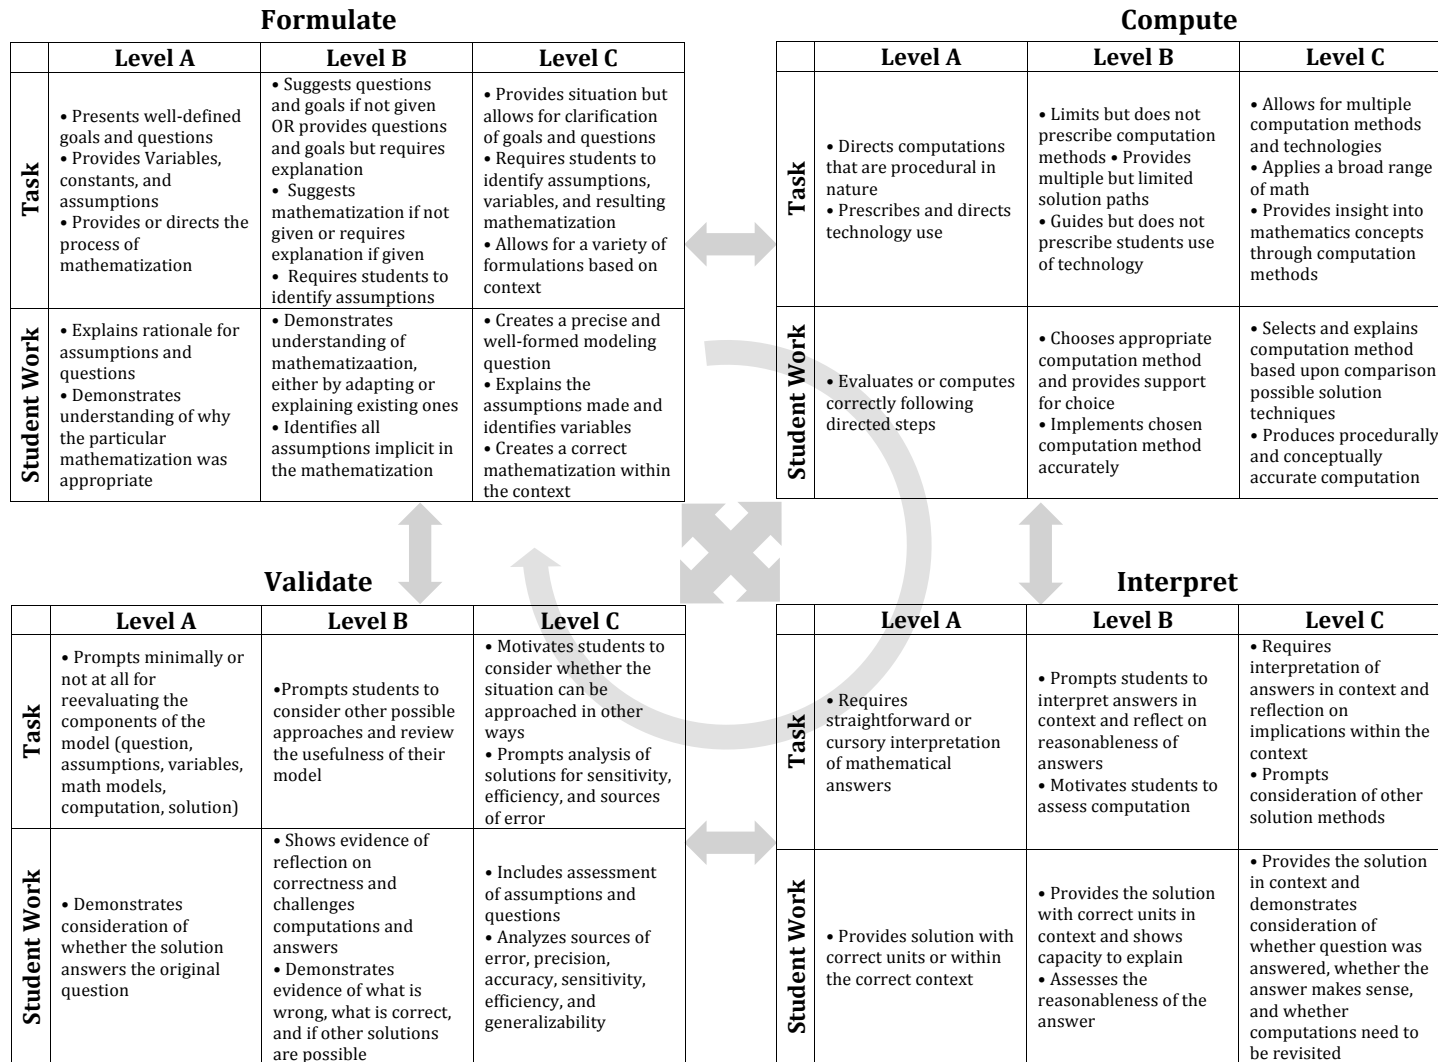 Formulate
Level A
Level B
Level C
Task
• Presents well-defined
goals and questions
• Provides Variables,
constants, and
assumptions
• Provides or directs the
process of
mathematization
• Suggests questions
and goals if not given
OR provides questions
and goals but requires
explanation
• Suggests
mathematization if not
given or requires
explanation if given
• Requires students to
identify assumptions
• Provides situation but
allows for clarification
of goals and questions
• Requires students to
identify assumptions,
variables, and resulting
mathematization
• Allows for a variety of
formulations based on
context
Student Work
• Explains rationale for
assumptions and
questions
• Demonstrates
understanding of why
the particular
mathematization was
appropriate
• Demonstrates
understanding of
mathematizaation,
either by adapting or
explaining existing ones
• Identifies all
assumptions implicit in
the mathematization
• Creates a precise and
well-formed modeling
question
• Explains the
assumptions made and
identifies variables
• Creates a correct
mathematization within
the context
Compute
Level A
Level B
Level C
Task
• Directs computations
that are procedural in
nature
• Prescribes and directs
technology use
• Limits but does not
prescribe computation
methods • Provides
multiple but limited
solution paths
• Guides but does not
prescribe students use
of technology
• Allows for multiple
computation methods
and technologies
• Applies a broad range
of math
• Provides insight into
mathematics concepts
through computation
methods
Student Work
• Evaluates or computes
correctly following
directed steps
• Chooses appropriate
computation method
and provides support
for choice
• Implements chosen
computation method
accurately
• Selects and explains
computation method
based upon comparison
possible solution
techniques
• Produces procedurally
and conceptually
accurate computation
Validate
Level A
Level B
Level C
Task
• Prompts minimally or
not at all for
reevaluating the
components of the
model (question,
assumptions, variables,
math models,
computation, solution)
•Prompts students to
consider other possible
approaches and review
the usefulness of their
model
• Motivates students to
consider whether the
situation can be
approached in other
ways
• Prompts analysis of
solutions for sensitivity,
efficiency, and sources
of error
Student Work
• Demonstrates
consideration of
whether the solution
answers the original
question
• Shows evidence of
reflection on
correctness and
challenges
computations and
answers
• Demonstrates
evidence of what is
wrong, what is correct,
and if other solutions
are possible
• Includes assessment
of assumptions and
questions
• Analyzes sources of
error, precision,
accuracy, sensitivity,
efficiency, and
generalizability
Interpret
Level A
Level B
Level C
Task
• Requires
straightforward or
cursory interpretation
of mathematical
answers
• Prompts students to
interpret answers in
context and reflect on
reasonableness of
answers
• Motivates students to
assess computation
• Requires
interpretation of
answers in context and
reflection on
implications within the
context
• Prompts
consideration of other
solution methods
Student Work
• Provides solution with
correct units or within
the correct context
• Provides the solution
with correct units in
context and shows
capacity to explain
• Assesses the
reasonableness of the
answer
• Provides the solution
in context and
demonstrates
consideration of
whether question was
answered, whether the
answer makes sense,
and whether
computations need to
be revisited